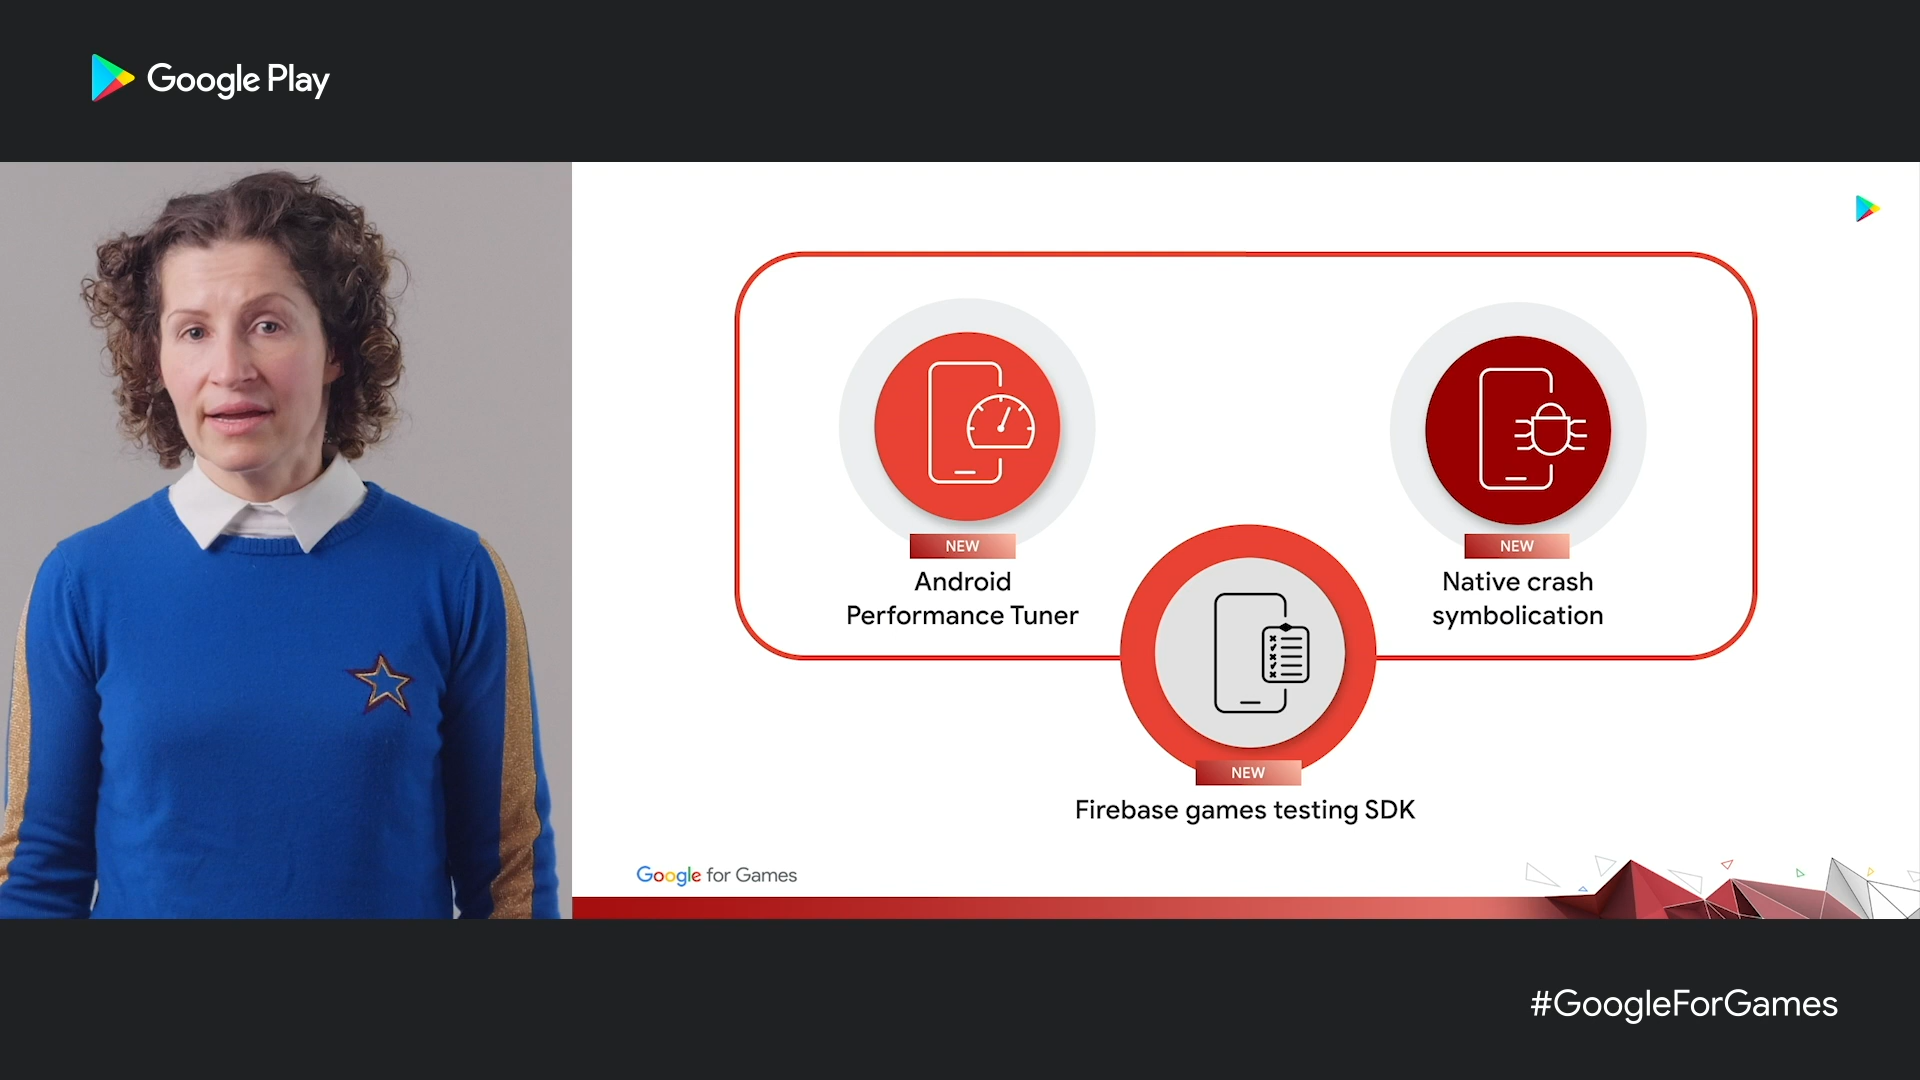 Google Play
NEW
Android
Performance Tuner
NEW
Native crash
symbolication
NEW
Firebase games testing SDK
Google for Games
#GoogleForGames